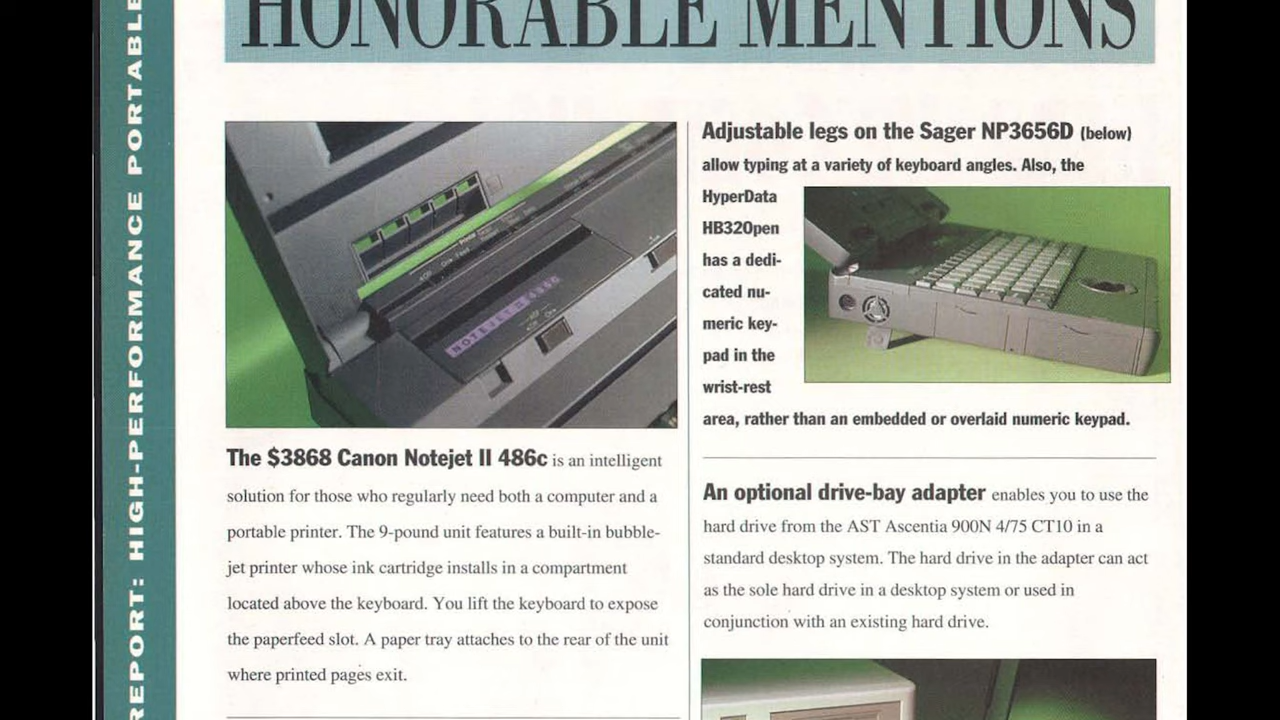 HONORABLE MENTIONS
REPORT: HIGH-PERFORMANCE PORTABLE
NOTEJET II 486C
The $3868 Canon Notejet II 486c is an intelligent
solution for those who regularly need both a computer and a
portable printer. The 9-pound unit features a built-in bubble-
jet printer whose ink cartridge installs in a compartment
located above the keyboard. You lift the keyboard to expose
the paperfeed slot. A paper tray attaches to the rear of the unit
where printed pages exit.
Adjustable legs on the Sager NP3656D (below)
allow typing at a variety of keyboard angles. Also, the
HyperData
HB32Open
has a dedi-
cated nu-
meric key-
pad in the
wrist-rest
area, rather than an embedded or overlaid numeric keypad.
An optional drive-bay adapter enables you to use the
hard drive from the AST Ascentia 900N 4/75 CT10 in a
standard desktop system. The hard drive in the adapter can act
as the sole hard drive in a desktop system or used in
conjunction with an existing hard drive.